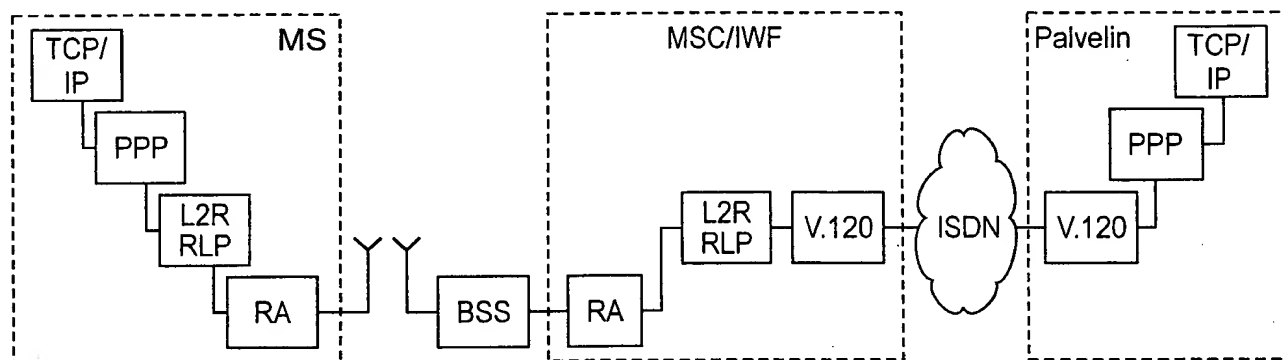 MS
TCP/
IP
PPP
L2R
RLP
RA
BSS
MSC/IWF
RA
L2R
RLP
V.120
ISDN
Palvelin
TCP/
IP
PPP
V.120